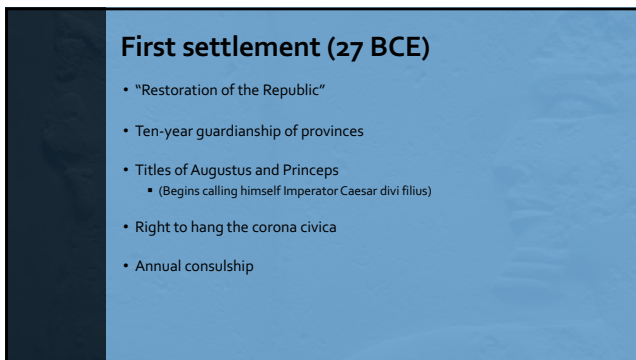 First settlement (27 BCE)
• “Restoration of the Republic”
• Ten-year guardianship of provinces
• Titles of Augustus and Princeps
▪ (Begins calling himself Imperator Caesar divi filius)
• Right to hang the corona civica
• Annual consulship